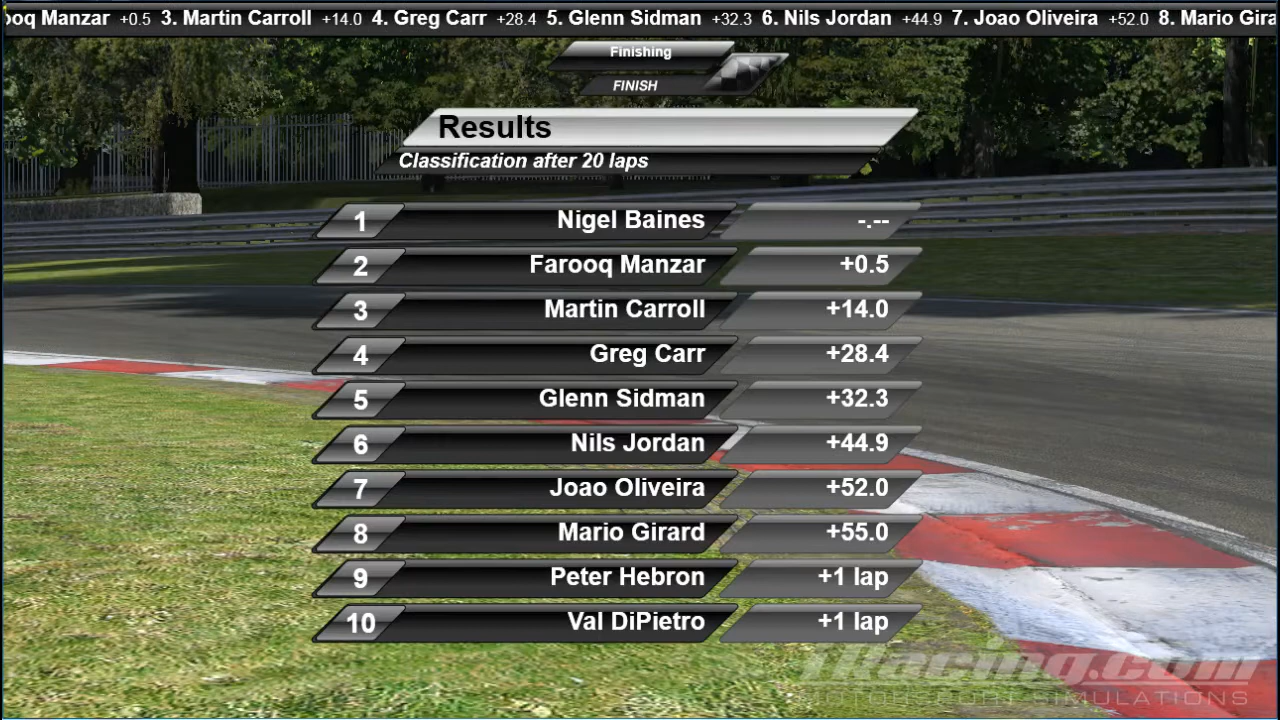 ooq Manzar +0.5 3. Martin Carroll +14.0 4. Greg Carr +28.4 5. Glenn Sidman +32.3 6. Nils Jordan +44.9 7. Joao Oliveira +52.0 8. Mario Gira
Finishing
FINISH
Results
Classification after 20 laps
1 Nigel Baines -.--
2 Farooq Manzar +0.5
3 Martin Carroll +14.0
4 Greg Carr +28.4
5 Glenn Sidman +32.3
6 Nils Jordan +44.9
7 Joao Oliveira +52.0
8 Mario Girard +55.0
9 Peter Hebron +1 lap
10 Val DiPietro +1 lap
iRacing.com
MOTORSPORT SIMULATIONS